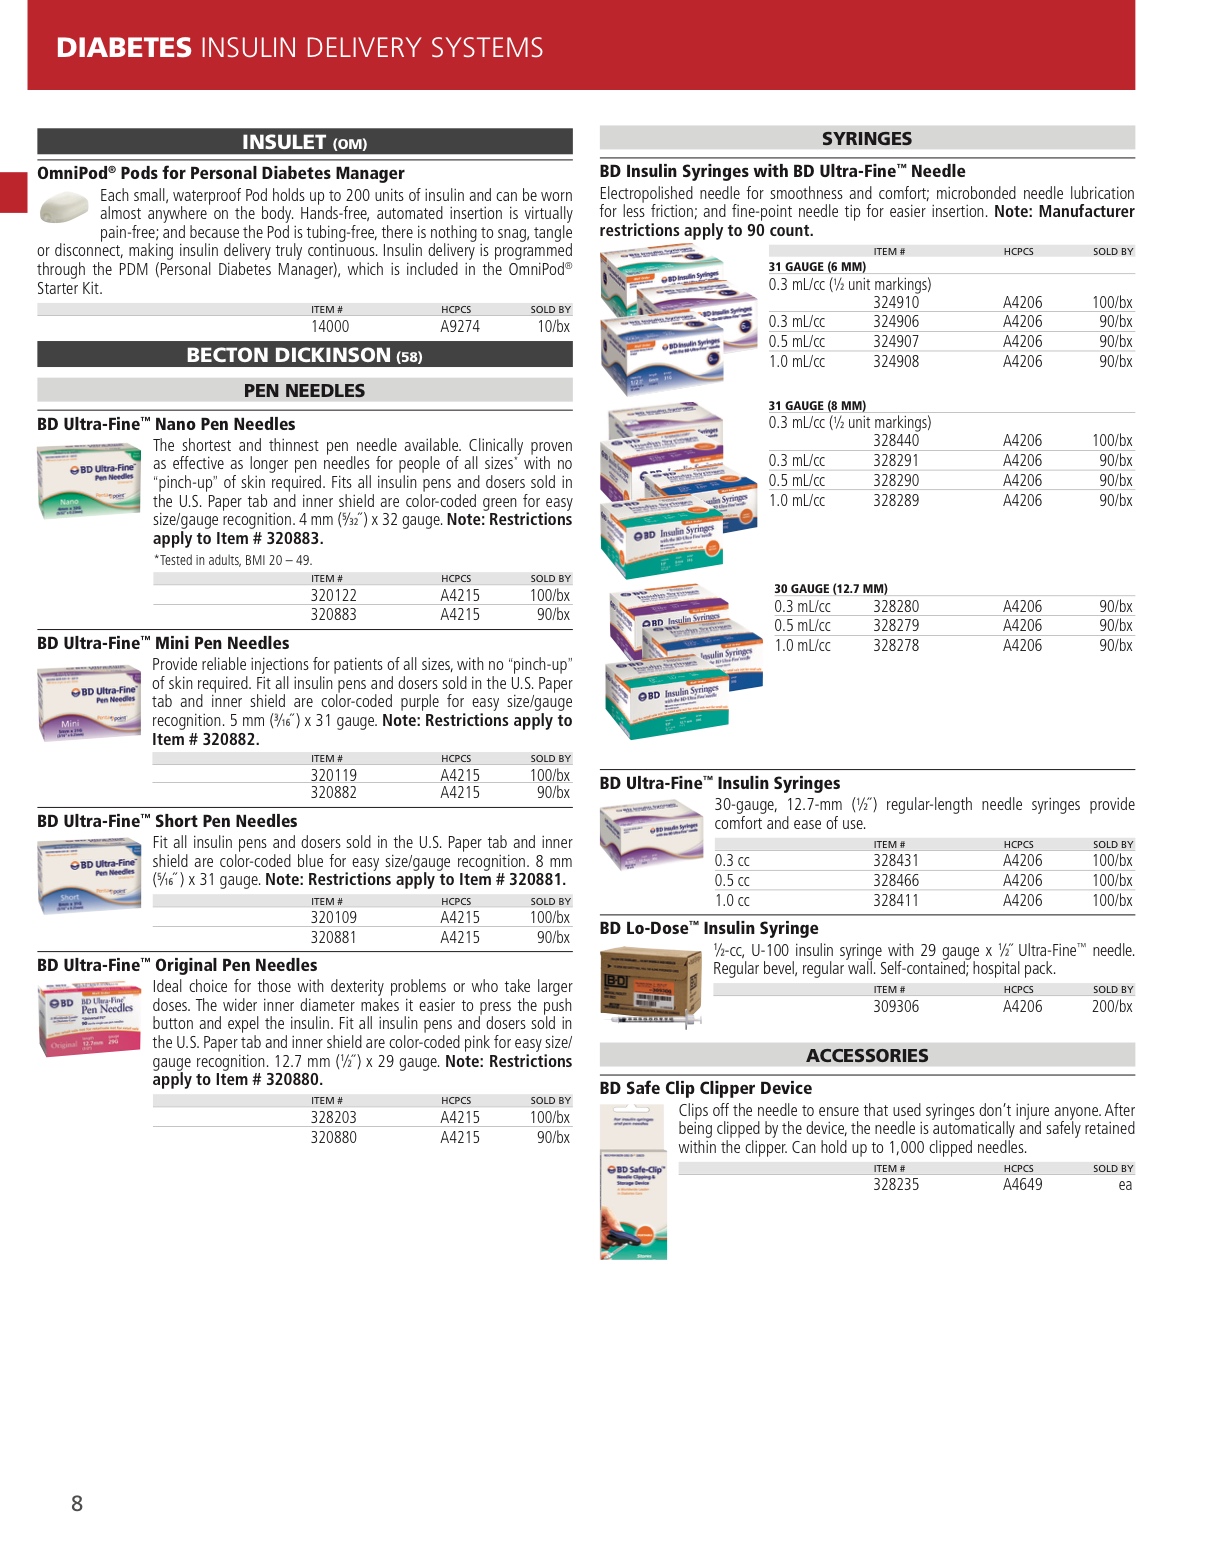 DIABETES INSULIN DELIVERY SYSTEMS
INSULET (OM)
OmniPod® Pods for Personal Diabetes Manager
Each small, waterproof Pod holds up to 200 units of insulin and can be worn
almost anywhere on the body. Hands-free, automated insertion is virtually
pain-free; and because the Pod is tubing-free, there is nothing to snag, tangle
or disconnect, making insulin delivery truly continuous. Insulin delivery is programmed
through the PDM (Personal Diabetes Manager), which is included in the OmniPod®
Starter Kit.
ITEM # HCPCS SOLD BY
14000 A9274 10/bx
BECTON DICKINSON (58)
PEN NEEDLES
BD Ultra-Fine™ Nano Pen Needles
The shortest and thinnest pen needle available. Clinically proven
as effective as longer pen needles for people of all sizes* with no
“pinch-up” of skin required. Fits all insulin pens and dosers sold in
the U.S. Paper tab and inner shield are color-coded green for easy
size/gauge recognition. 4 mm (5⁄32˝) x 32 gauge. Note: Restrictions
apply to Item # 320883.
*Tested in adults, BMI 20 – 49.
ITEM # HCPCS SOLD BY
320122 A4215 100/bx
320883 A4215 90/bx
BD Ultra-Fine™ Mini Pen Needles
Provide reliable injections for patients of all sizes, with no “pinch-up”
of skin required. Fit all insulin pens and dosers sold in the U.S. Paper
tab and inner shield are color-coded purple for easy size/gauge
recognition. 5 mm (3⁄16˝) x 31 gauge. Note: Restrictions apply to
Item # 320882.
ITEM # HCPCS SOLD BY
320119 A4215 100/bx
320882 A4215 90/bx
BD Ultra-Fine™ Short Pen Needles
Fit all insulin pens and dosers sold in the U.S. Paper tab and inner
shield are color-coded blue for easy size/gauge recognition. 8 mm
(5⁄16˝) x 31 gauge. Note: Restrictions apply to Item # 320881.
ITEM # HCPCS SOLD BY
320109 A4215 100/bx
320881 A4215 90/bx
BD Ultra-Fine™ Original Pen Needles
Ideal choice for those with dexterity problems or who take larger
doses. The wider inner diameter makes it easier to press the push
button and expel the insulin. Fit all insulin pens and dosers sold in
the U.S. Paper tab and inner shield are color-coded pink for easy size/
gauge recognition. 12.7 mm (½˝) x 29 gauge. Note: Restrictions
apply to Item # 320880.
ITEM # HCPCS SOLD BY
328203 A4215 100/bx
320880 A4215 90/bx
SYRINGES
BD Insulin Syringes with BD Ultra-Fine™ Needle
Electropolished needle for smoothness and comfort; microbonded needle lubrication
for less friction; and fine-point needle tip for easier insertion. Note: Manufacturer
restrictions apply to 90 count.
ITEM # HCPCS SOLD BY
31 GAUGE (6 MM)
0.3 mL/cc (½ unit markings)
324910 A4206 100/bx
0.3 mL/cc 324906 A4206 90/bx
0.5 mL/cc 324907 A4206 90/bx
1.0 mL/cc 324908 A4206 90/bx
31 GAUGE (8 MM)
0.3 mL/cc (½ unit markings)
328440 A4206 100/bx
0.3 mL/cc 328291 A4206 90/bx
0.5 mL/cc 328290 A4206 90/bx
1.0 mL/cc 328289 A4206 90/bx
30 GAUGE (12.7 MM)
0.3 mL/cc 328280 A4206 90/bx
0.5 mL/cc 328279 A4206 90/bx
1.0 mL/cc 328278 A4206 90/bx
BD Ultra-Fine™ Insulin Syringes
30-gauge, 12.7-mm (½˝) regular-length needle syringes provide
comfort and ease of use.
ITEM # HCPCS SOLD BY
0.3 cc 328431 A4206 100/bx
0.5 cc 328466 A4206 100/bx
1.0 cc 328411 A4206 100/bx
BD Lo-Dose™ Insulin Syringe
½-cc, U-100 insulin syringe with 29 gauge x ½˝ Ultra-Fine™ needle.
Regular bevel, regular wall. Self-contained; hospital pack.
ITEM # HCPCS SOLD BY
309306 A4206 200/bx
ACCESSORIES
BD Safe Clip Clipper Device
Clips off the needle to ensure that used syringes don’t injure anyone. After
being clipped by the device, the needle is automatically and safely retained
within the clipper. Can hold up to 1,000 clipped needles.
ITEM # HCPCS SOLD BY
328235 A4649 ea
8